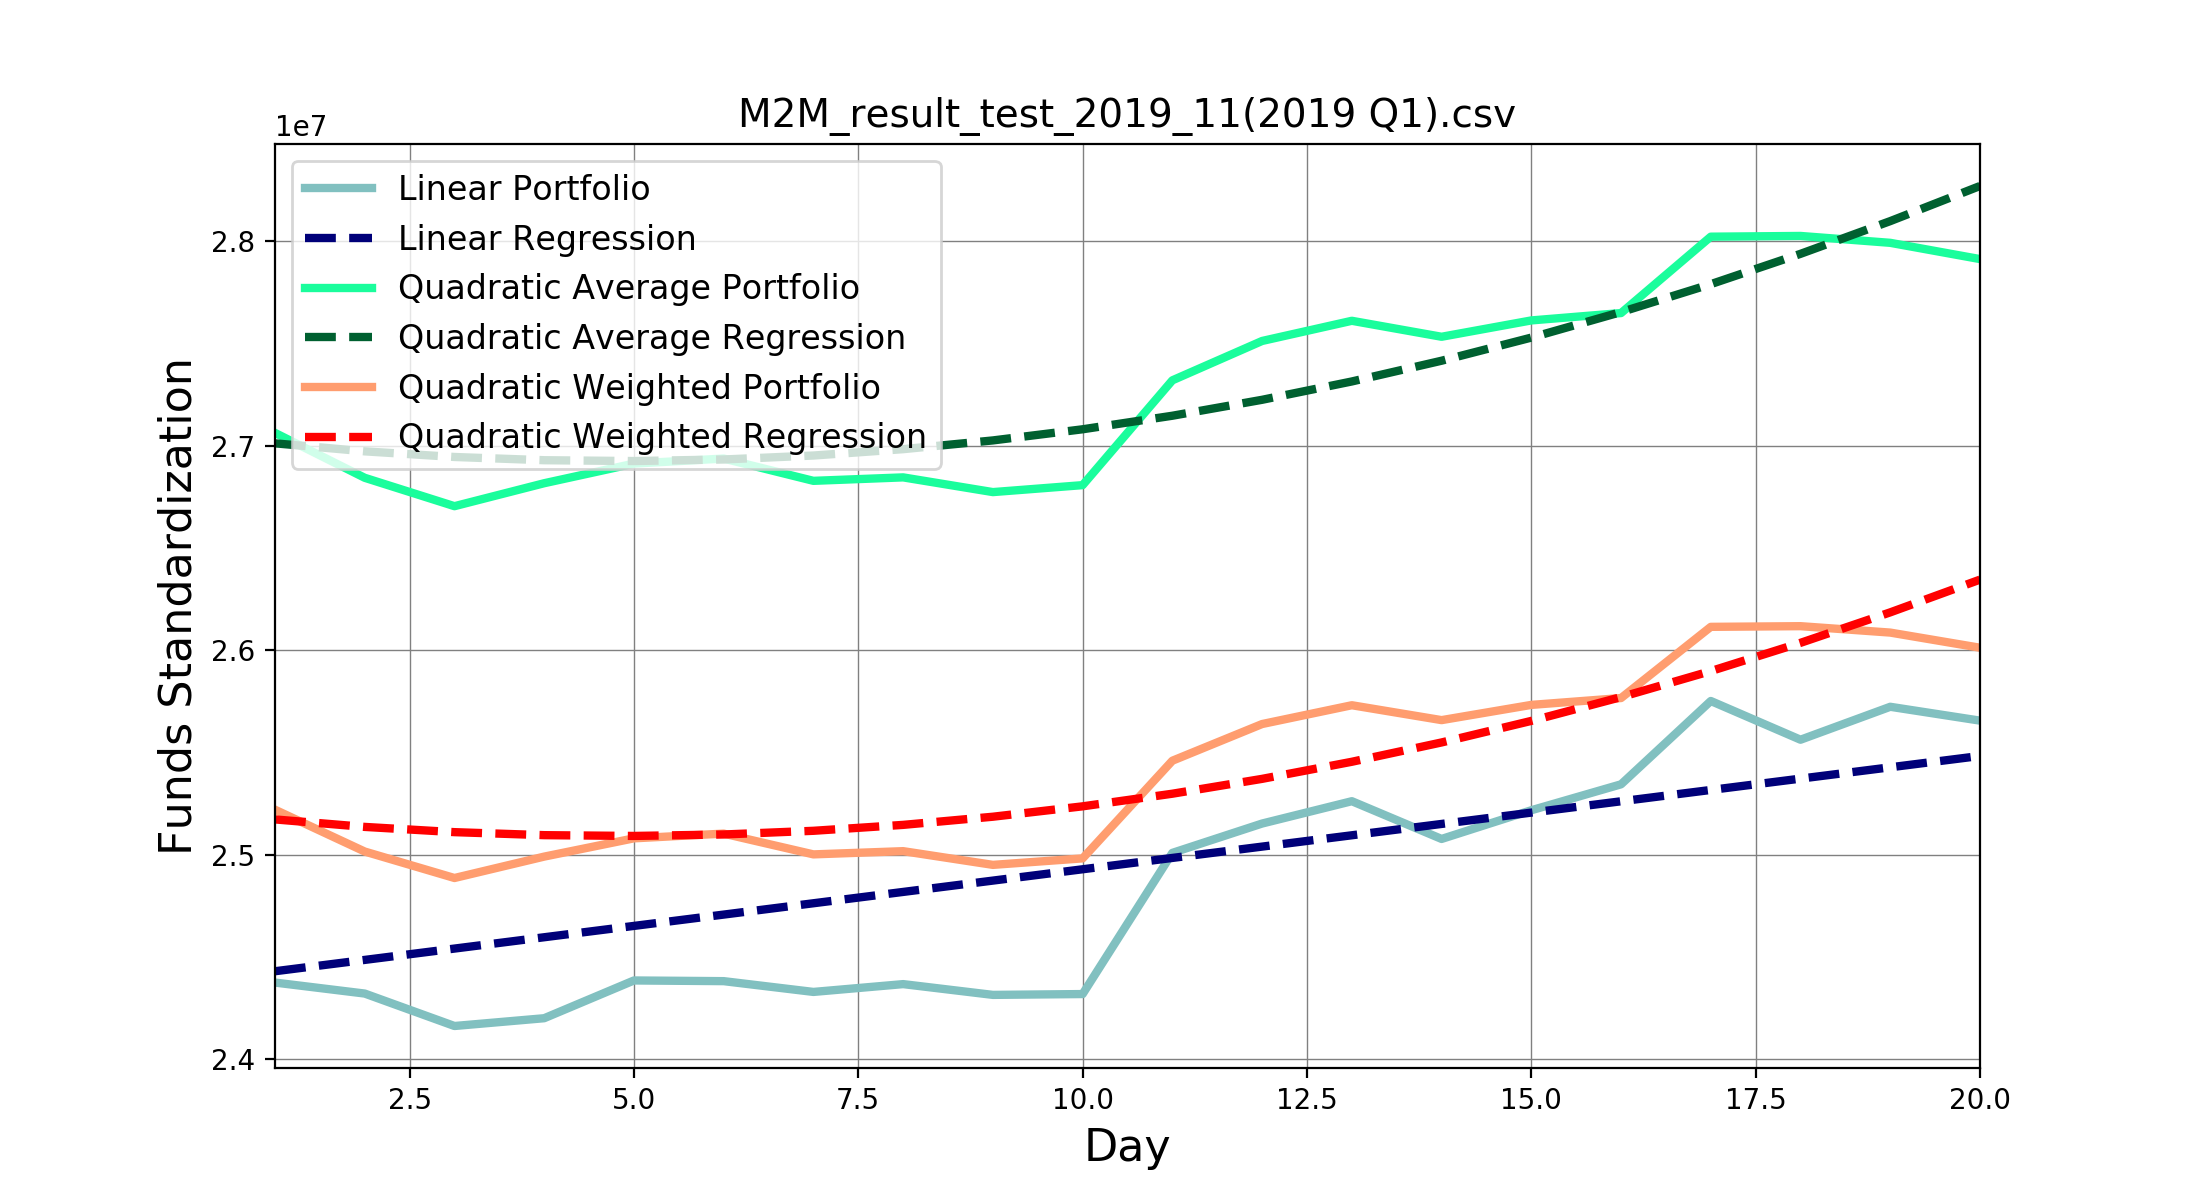 M2M_result_test_2019_11(2019 Q1).csv
1e7
Linear Portfolio
Linear Regression
Quadratic Average Portfolio
Quadratic Average Regression
Quadratic Weighted Portfolio
Quadratic Weighted Regression
Funds Standardization
2.8
2.7
2.6
2.5
2.4
2.5 5.0 7.5 10.0 12.5 15.0 17.5 20.0
Day